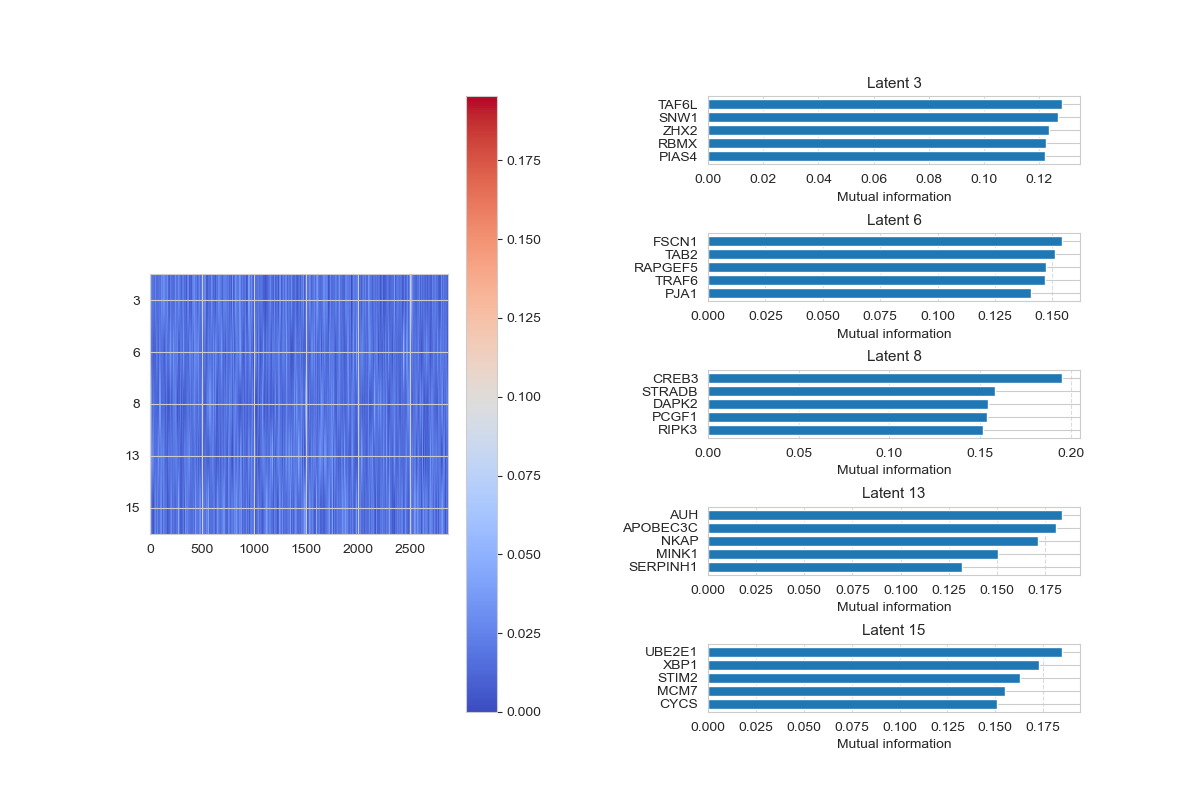 3
6
8
13
15
0 500 1000 1500 2000 2500
0.175
0.150
0.125
0.100
0.075
0.050
0.025
0.000
Latent 3
TAF6L
SNW1
ZHX2
RBMX
PIAS4
0.00 0.02 0.04 0.06 0.08 0.10 0.12
Mutual information
Latent 6
FSCN1
TAB2
RAPGEF5
TRAF6
PJA1
0.000 0.025 0.050 0.075 0.100 0.125 0.150
Mutual information
Latent 8
CREB3
STRADB
DAPK2
PCGF1
RIPK3
0.00 0.05 0.10 0.15 0.20
Mutual information
Latent 13
AUH
APOBEC3C
NKAP
MINK1
SERPINH1
0.000 0.025 0.050 0.075 0.100 0.125 0.150 0.175
Mutual information
Latent 15
UBE2E1
XBP1
STIM2
MCM7
CYCS
0.000 0.025 0.050 0.075 0.100 0.125 0.150 0.175
Mutual information